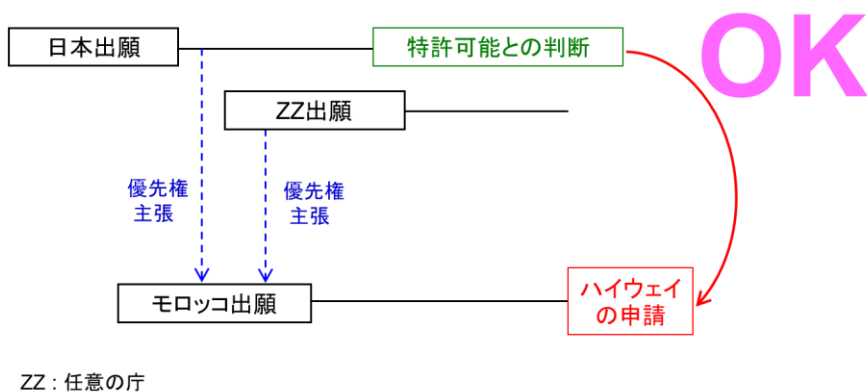 OK
日本出願
特許可能との判断
ZZ出願
優先権
主張
優先権
主張
モロッコ出願
ハイウェイ
の申請
ZZ : 任意の庁